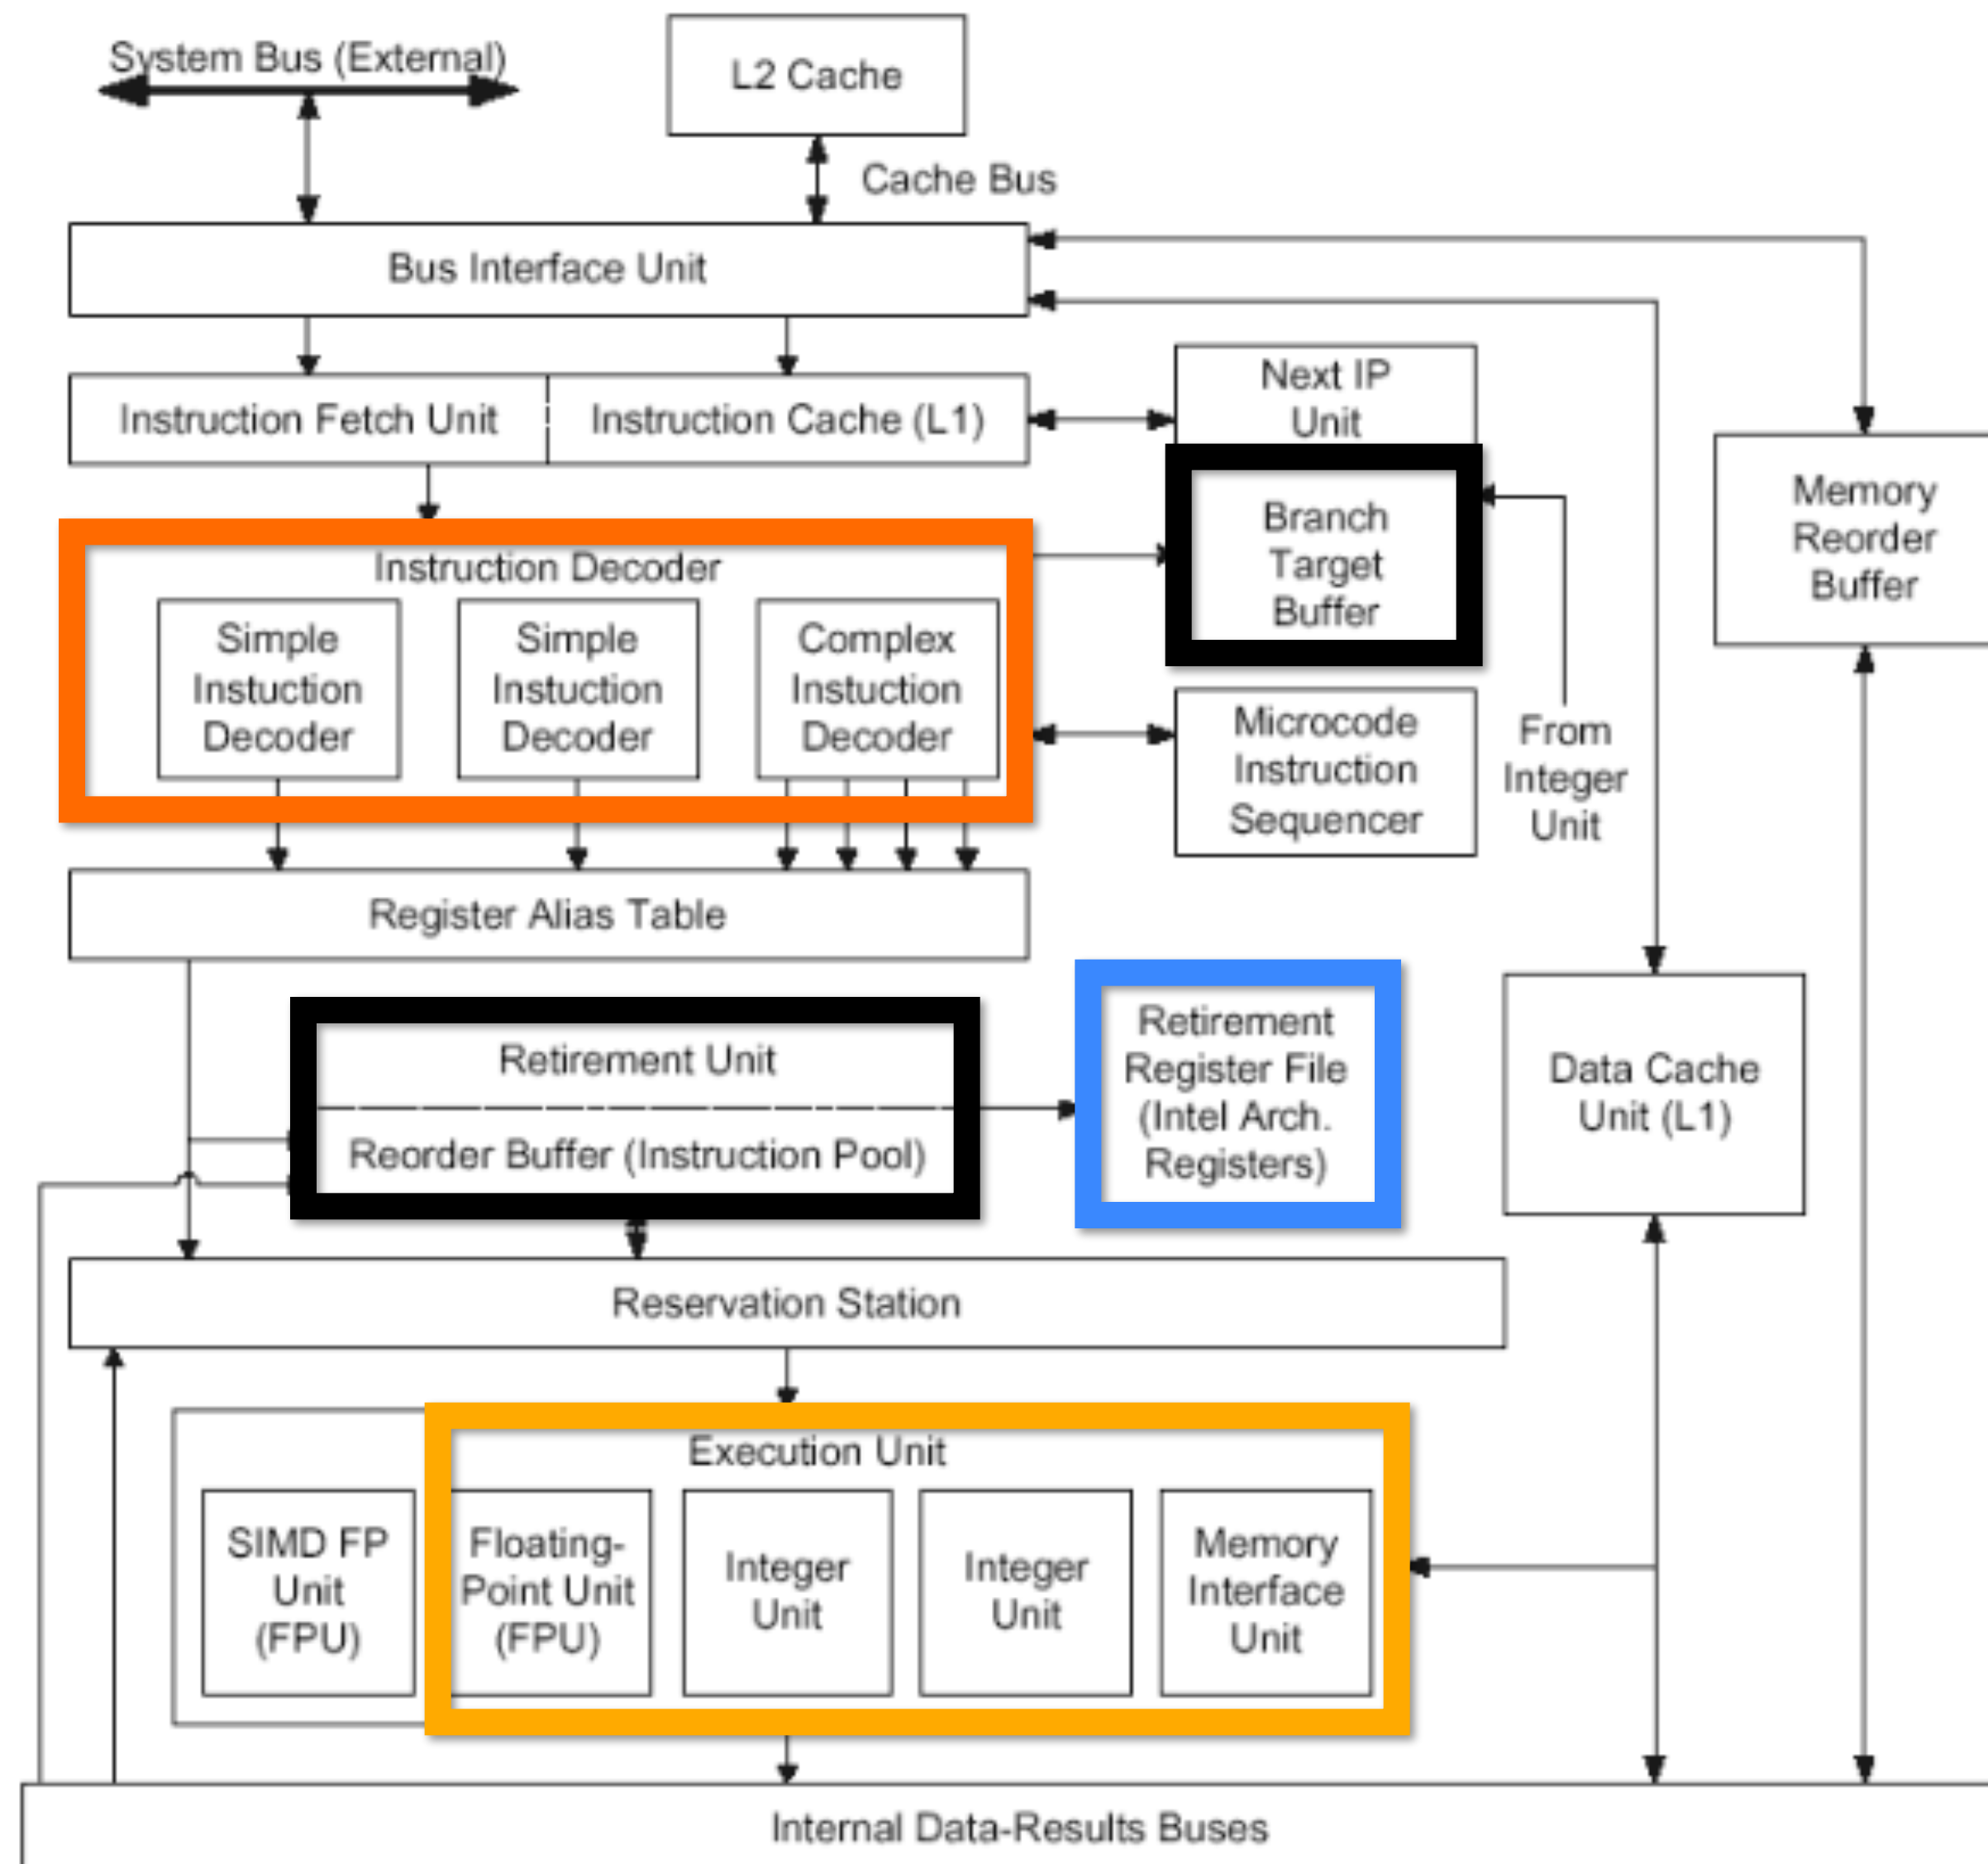 System Bus (External)
L2 Cache
Cache Bus
Bus Interface Unit
Instruction Fetch Unit
Instruction Cache (L1)
Next IP
Unit
Branch
Target
Buffer
Memory
Reorder
Buffer
Instruction Decoder
Simple
Instuction
Decoder
Simple
Instuction
Decoder
Complex
Instuction
Decoder
Microcode
Instruction
Sequencer
From
Integer
Unit
Register Alias Table
Retirement Unit
Reorder Buffer (Instruction Pool)
Retirement
Register File
(Intel Arch.
Registers)
Data Cache
Unit (L1)
Reservation Station
Execution Unit
SIMD FP
Unit
(FPU)
Floating-
Point Unit
(FPU)
Integer
Unit
Integer
Unit
Memory
Interface
Unit
Internal Data-Results Buses